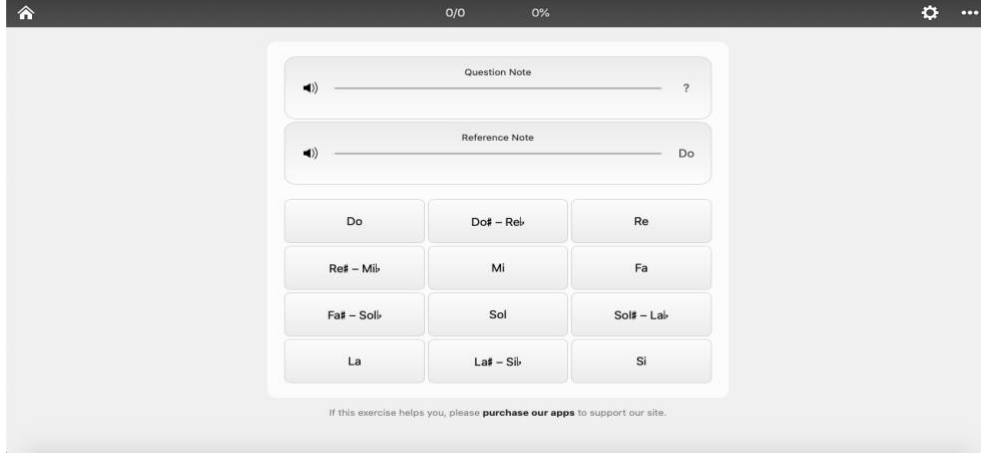 0/0 0%
Question Note
?
Reference Note
Do
Do Do♯ – Re♭ Re
Re♯ – Mi♭ Mi Fa
Fa♯ – Sol♭ Sol Sol♯ – La♭
La La♯ – Si♭ Si
If this exercise helps you, please purchase our apps to support our site.